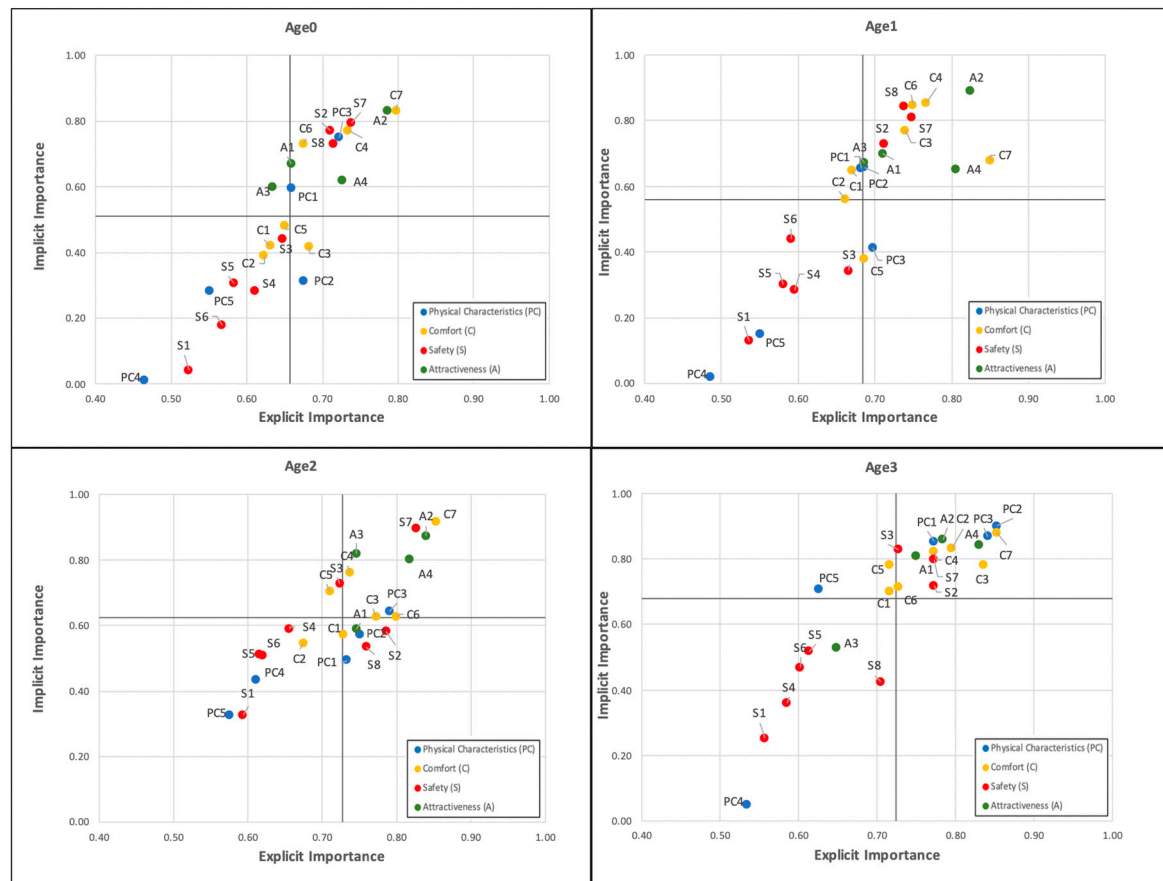 Age0
1.00
0.80
0.60
0.40
0.20
0.00
Implicit Importance
C7
S7
S2
PC3
A2
C6
C4
S8
A1
A4
A3
PC1
C1
C5
S3
C3
C2
PC2
S5
S4
PC5
S6
S1
PC4
Physical Characteristics (PC)
Comfort (C)
Safety (S)
Attractiveness (A)
0.40
0.50
0.60
0.70
0.80
0.90
1.00
Explicit Importance
Age1
1.00
0.80
0.60
0.40
0.20
0.00
Implicit Importance
C6
C4
A2
S8
S2
S7
C3
A3
PC1
A1
C7
A4
C2
C1
PC2
S6
S3
PC3
C5
S5
S4
S1
PC5
PC4
Physical Characteristics (PC)
Comfort (C)
Safety (S)
Attractiveness (A)
0.40
0.50
0.60
0.70
0.80
0.90
1.00
Explicit Importance
Age2
1.00
0.80
0.60
0.40
0.20
0.00
Implicit Importance
S7
A2
C7
A3
C4
S3
A4
C5
C3
PC3
C6
S4
C1
A1
PC2
S2
S6
S5
C2
PC1
S8
PC4
S1
PC5
Physical Characteristics (PC)
Comfort (C)
Safety (S)
Attractiveness (A)
0.40
0.50
0.60
0.70
0.80
0.90
1.00
Explicit Importance
Age3
1.00
0.80
0.60
0.40
0.20
0.00
Implicit Importance
PC2
PC1
A2
C2
PC3
S3
A4
C5
A1
C4
C7
PC5
S7
C3
C1
C6
S2
S5
A3
S6
S8
S4
S1
PC4
Physical Characteristics (PC)
Comfort (C)
Safety (S)
Attractiveness (A)
0.40
0.50
0.60
0.70
0.80
0.90
1.00
Explicit Importance